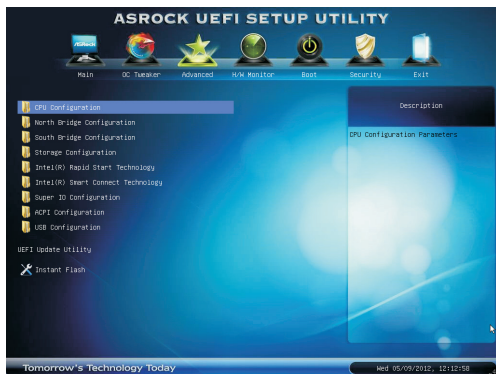 ASROCK UEFI SETUP UTILITY
ASRock
Main OC Tweaker Advanced H/W Monitor Boot Security Exit
CPU Configuration
North Bridge Configuration
South Bridge Configuration
Storage Configuration
Intel(R) Rapid Start Technology
Intel(R) Smart Connect Technology
Super IO Configuration
ACPI Configuration
USB Configuration
UEFI Update Utility
Instant Flash
Description
CPU Configuration Parameters
Tomorrow's Technology Today
Wed 05/09/2012, 12:12:58